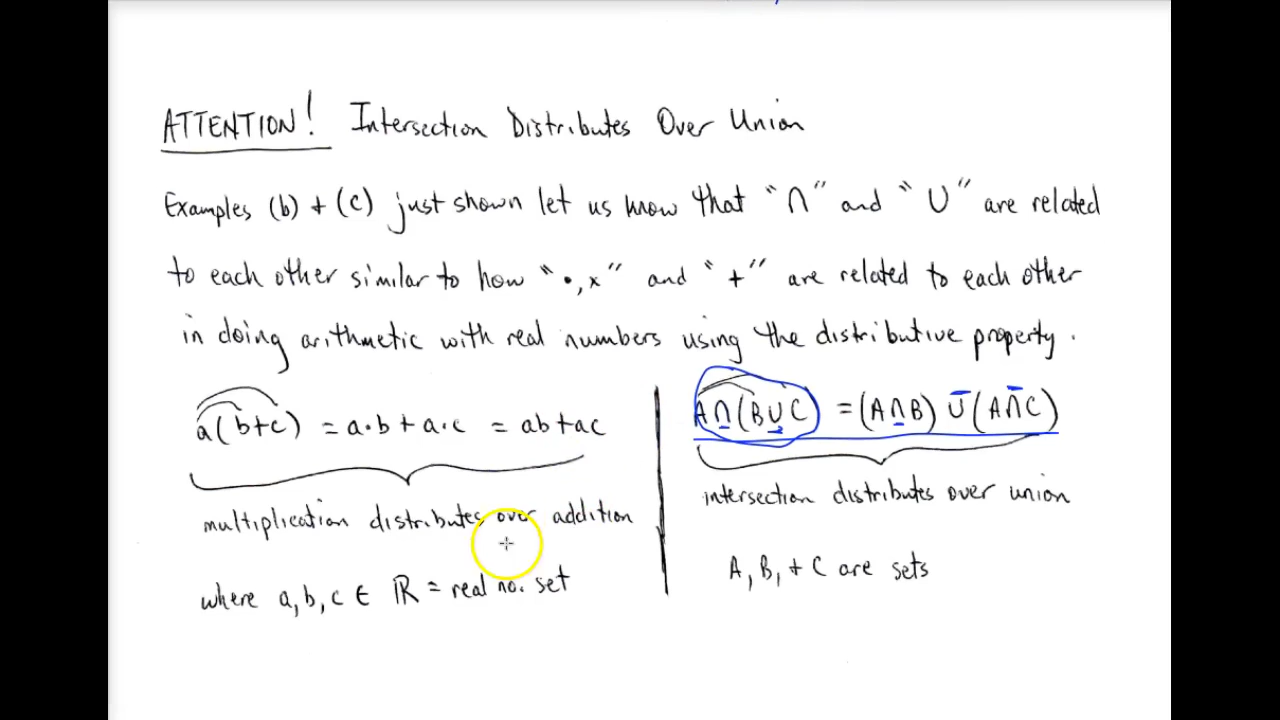 ATTENTION! Intersection Distributes Over Union
Examples (b) + (c) just shown let us know that "∩" and "∪" are related
to each other similar to how "•,×" and "+" are related to each other
in doing arithmetic with real numbers using the distributive property.
a(b+c) = a•b + a•c = ab+ac
multiplication distributes over addition
where a, b, c ∈ ℝ = real no. set
A∩(B∪C) = (A∩B) ∪ (A∩C)
intersection distributes over union
A, B, + C are sets